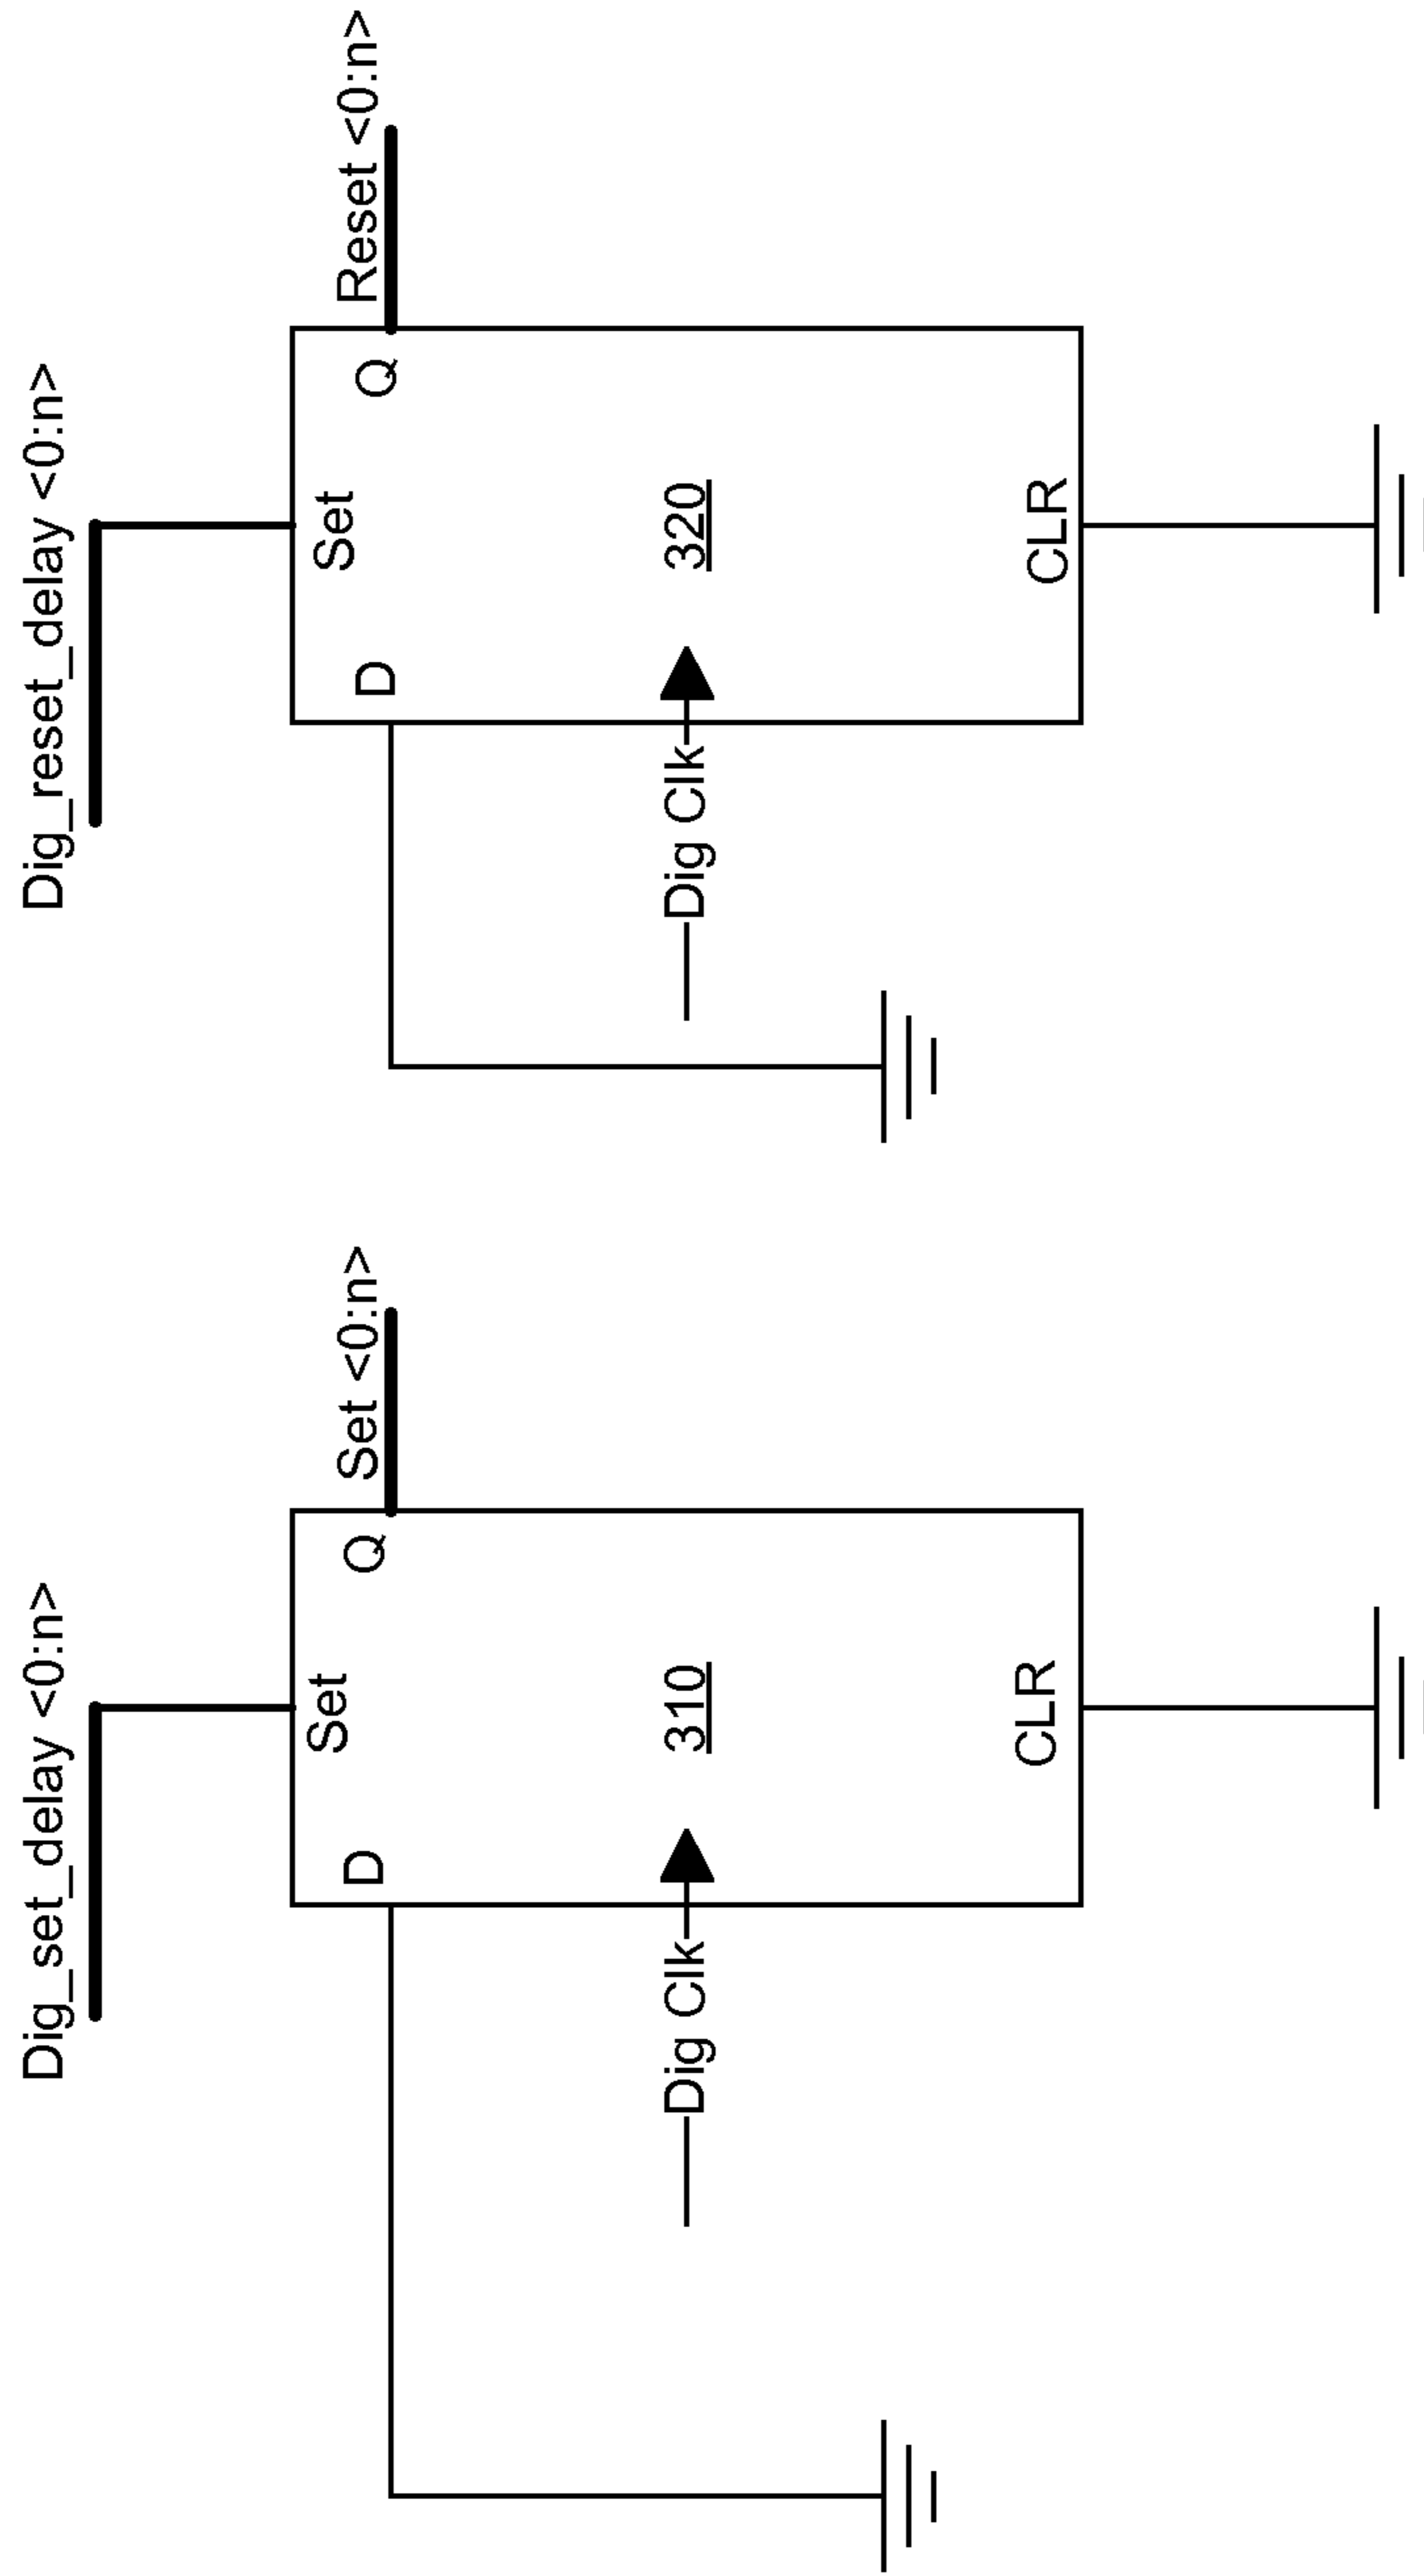 Dig_set_delay <0:n>
Set <0:n>
D
Set
Q
Dig Clk
310
CLR
Dig_reset_delay <0:n>
Reset <0:n>
D
Set
Q
Dig Clk
320
CLR